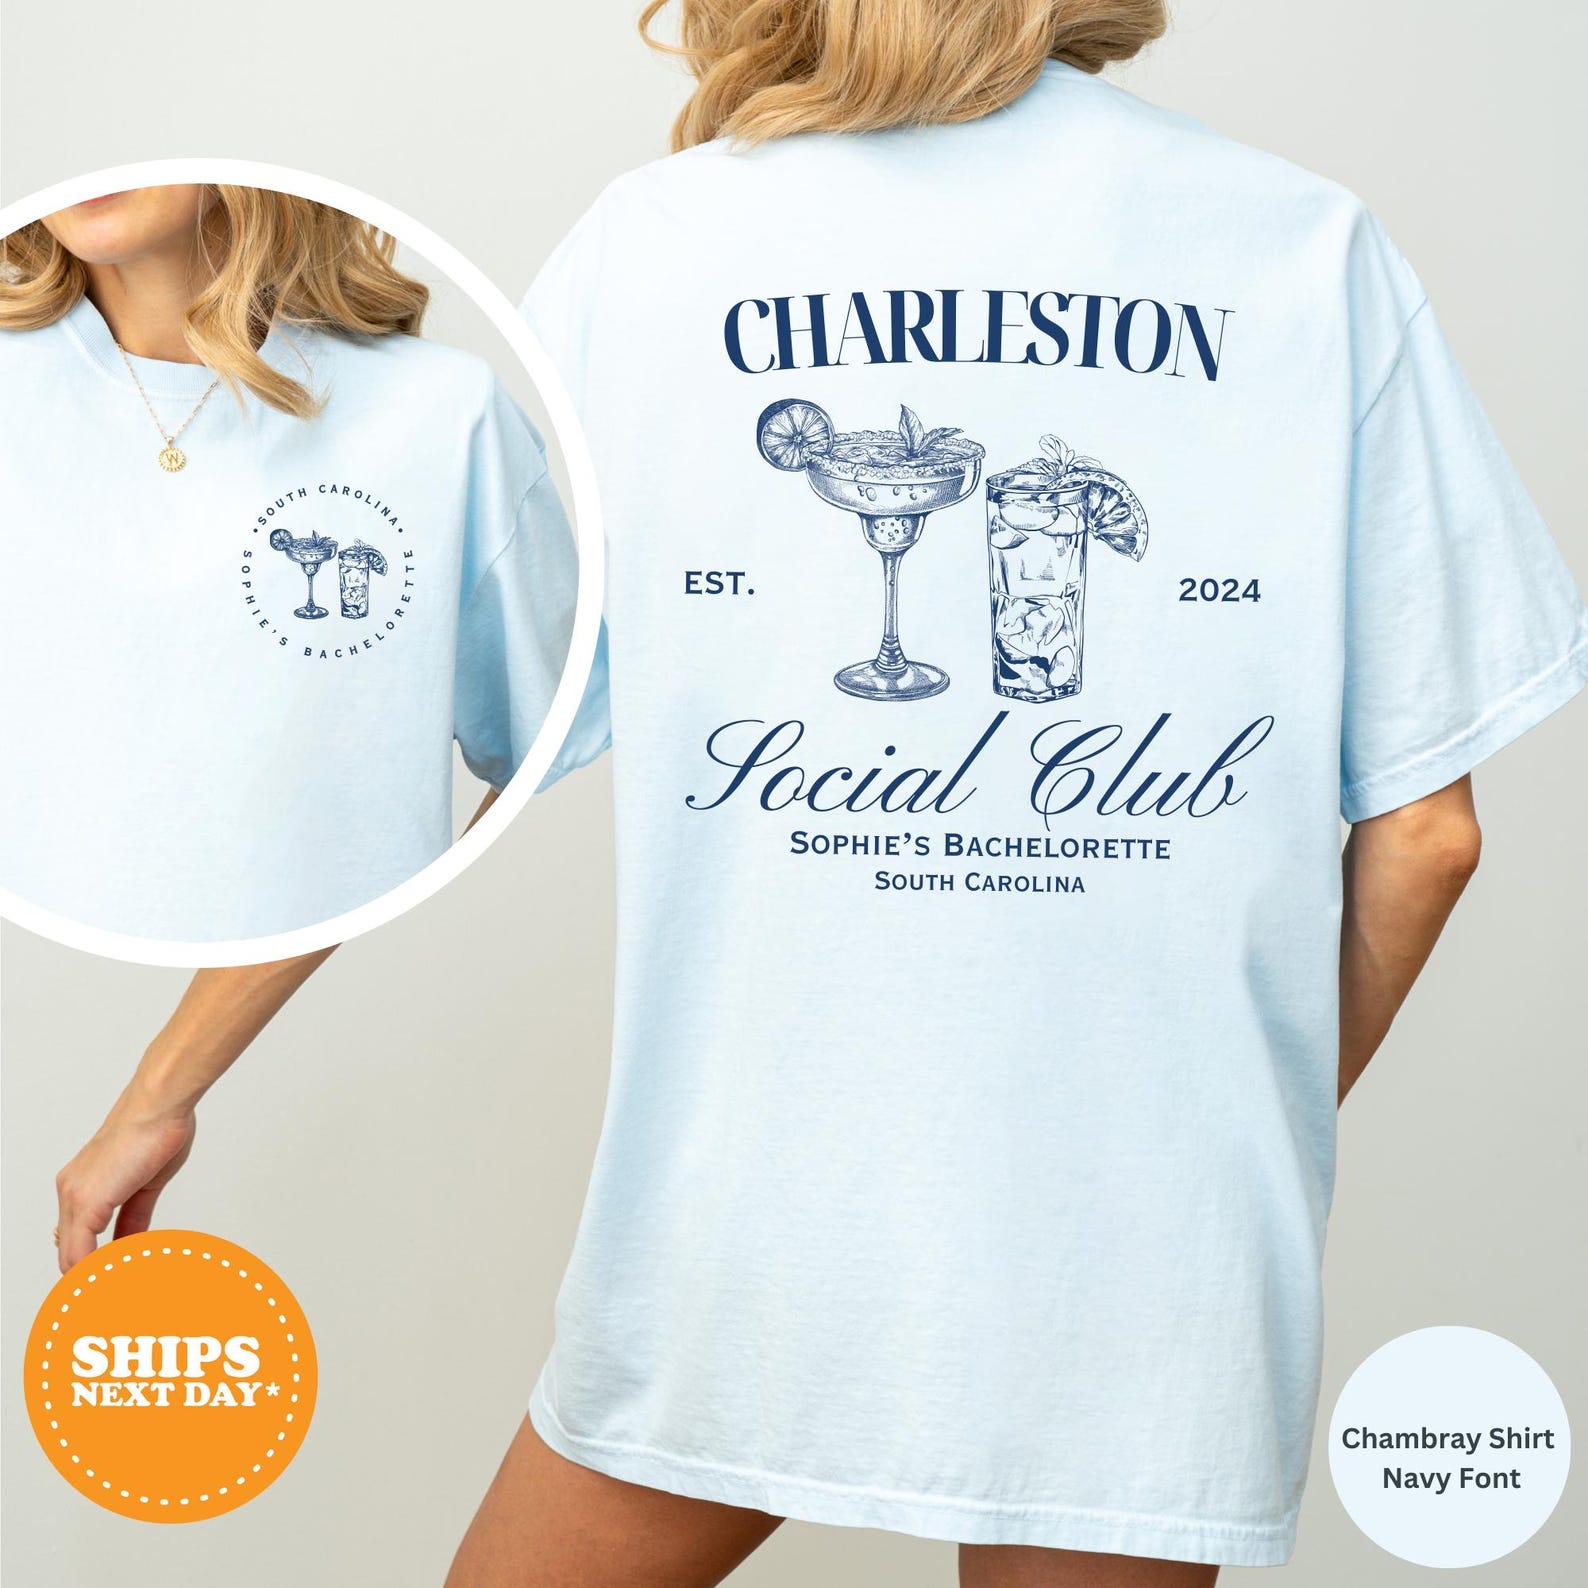 CHARLESTON
EST.
2024
Social Club
SOPHIE'S BACHELORETTE
SOUTH CAROLINA
W
•SOUTH CAROLINA•
SOPHIE'S BACHELORETTE
SHIPS
NEXT DAY*
Chambray Shirt
Navy Font